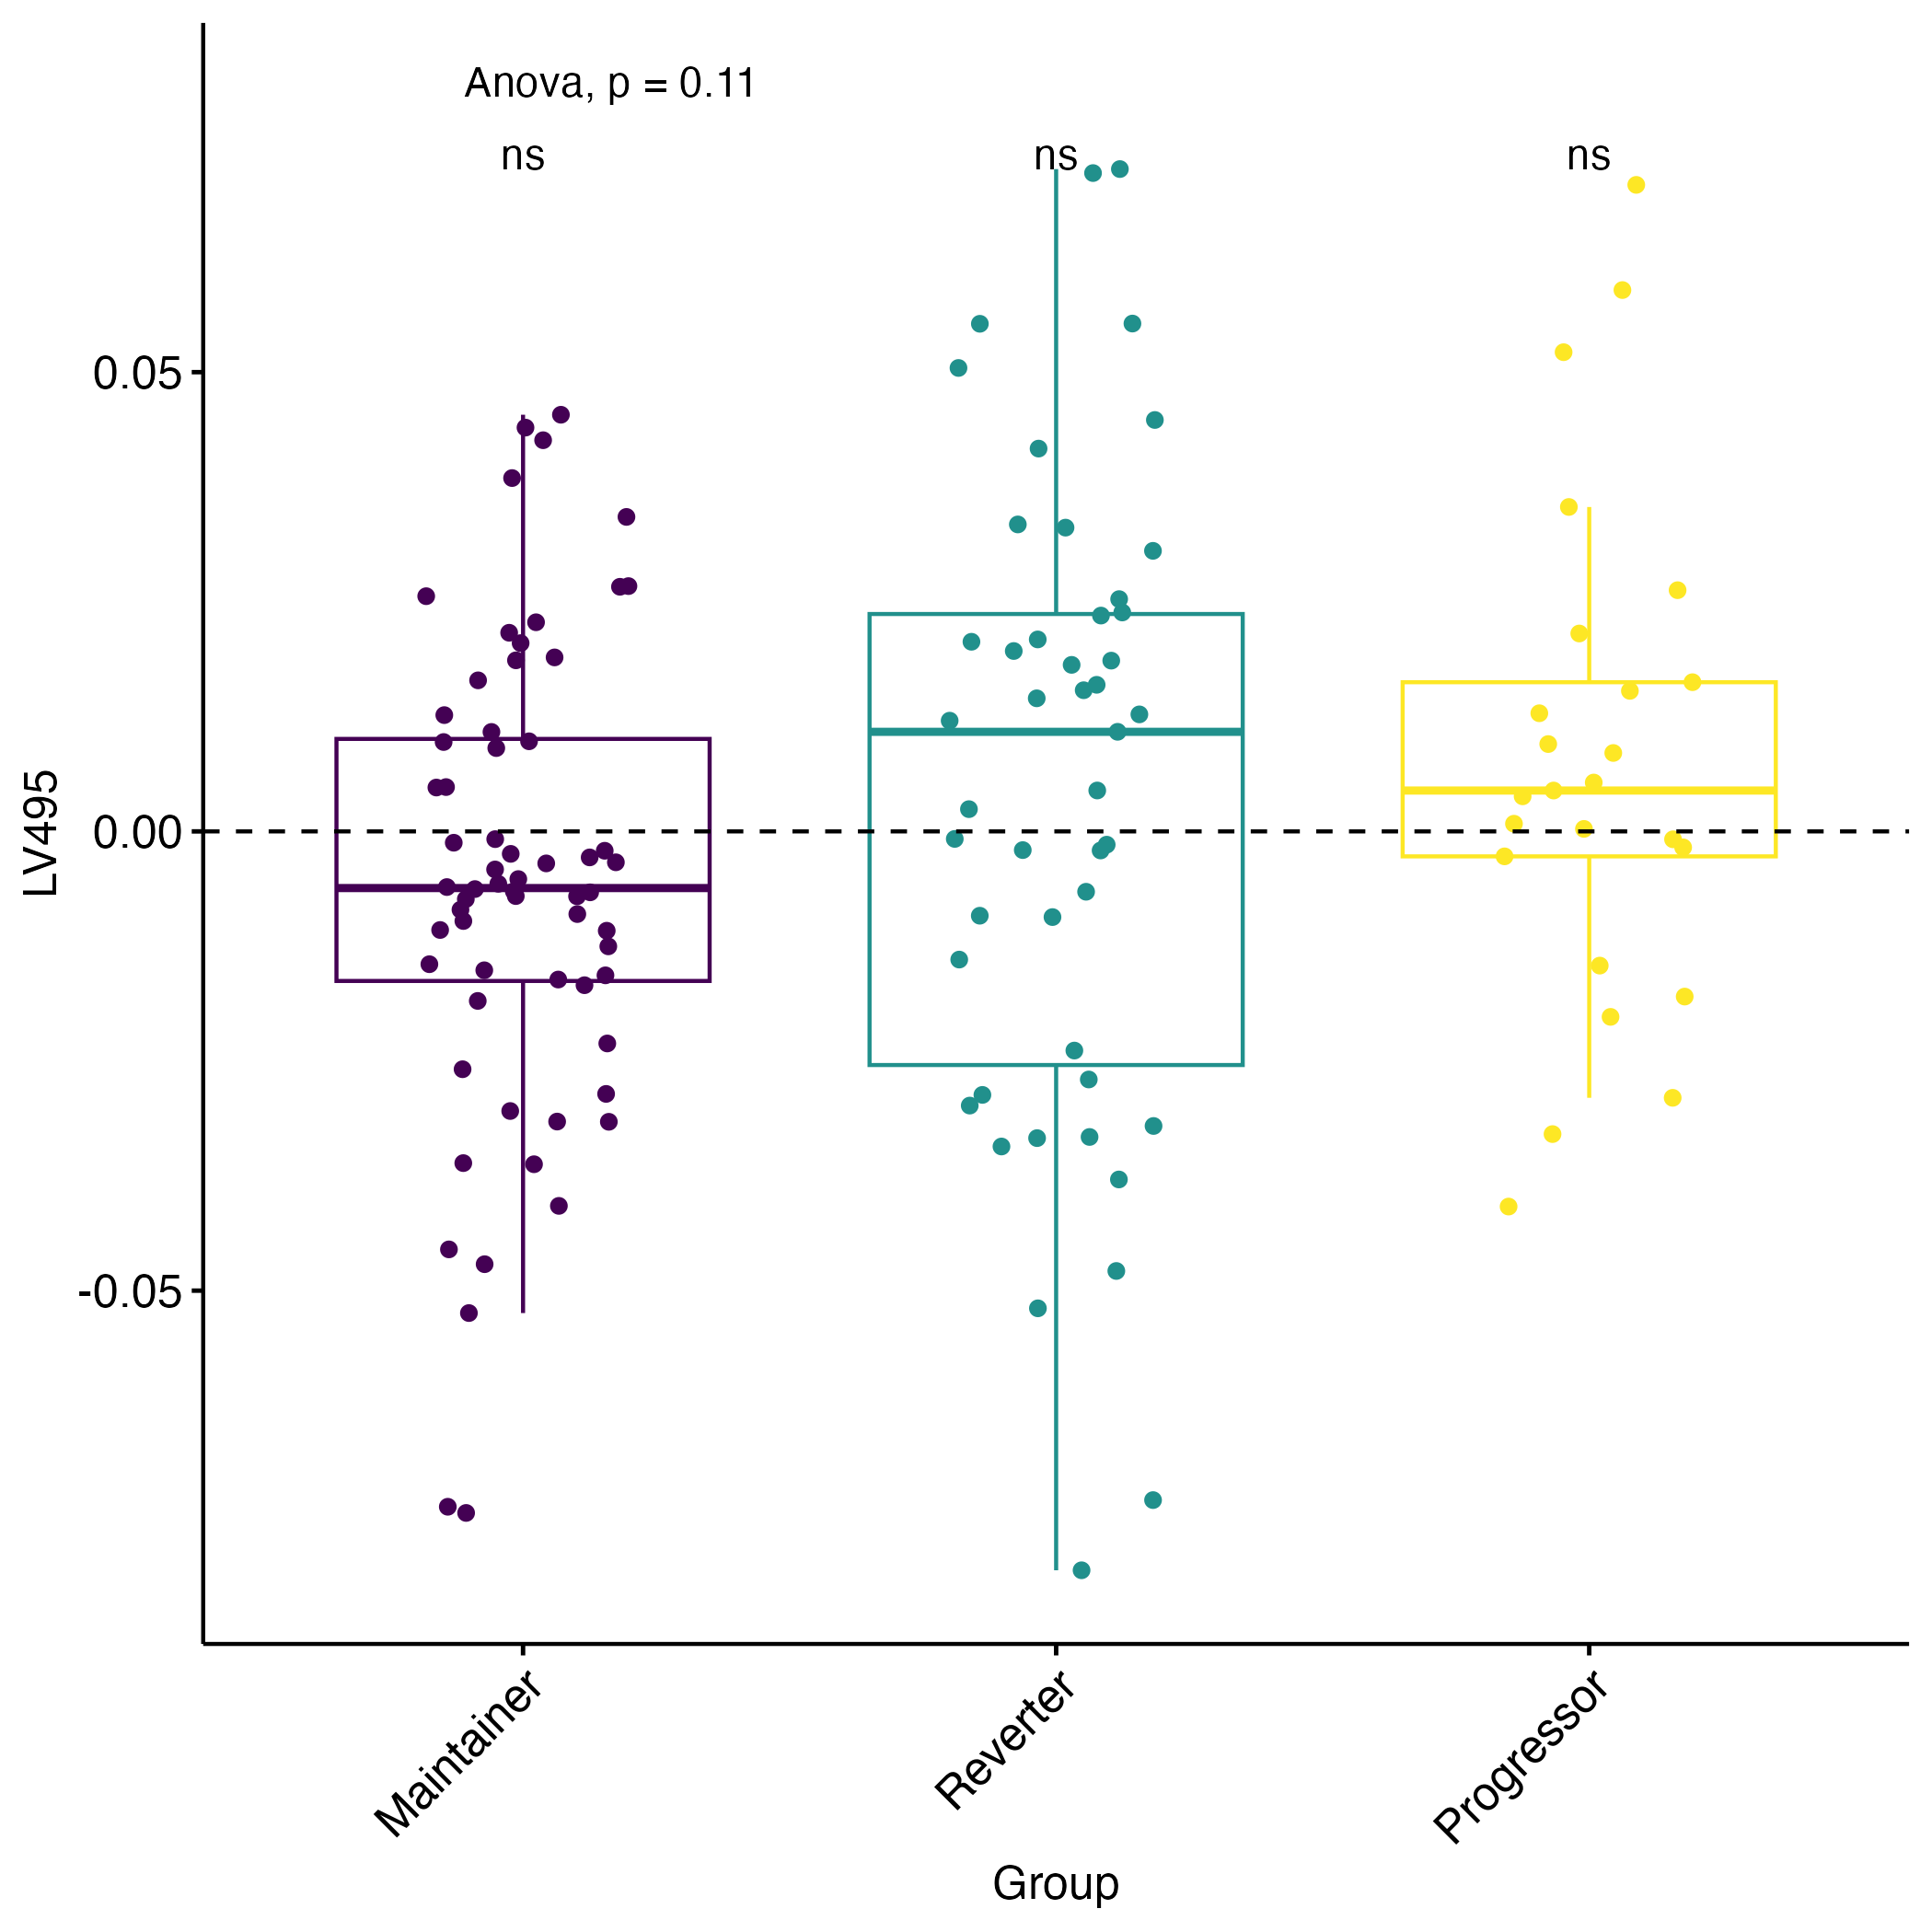 Anova, p = 0.11
ns ns ns
0.05
0.00
-0.05
LV495
Maintainer
Reverter
Progressor
Group